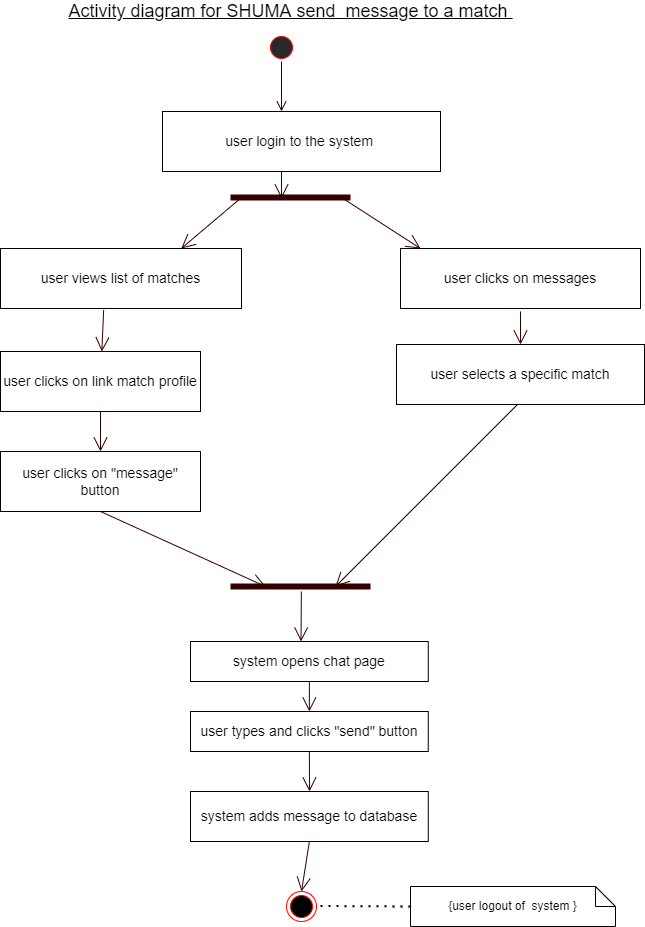 Activity diagram for SHUMA send  message to a match
user login to the system
user views list of matches
user clicks on messages
user clicks on link match profile
user selects a specific match
user clicks on "message"
button
system opens chat page
user types and clicks "send" button
system adds message to database
{user logout of  system }